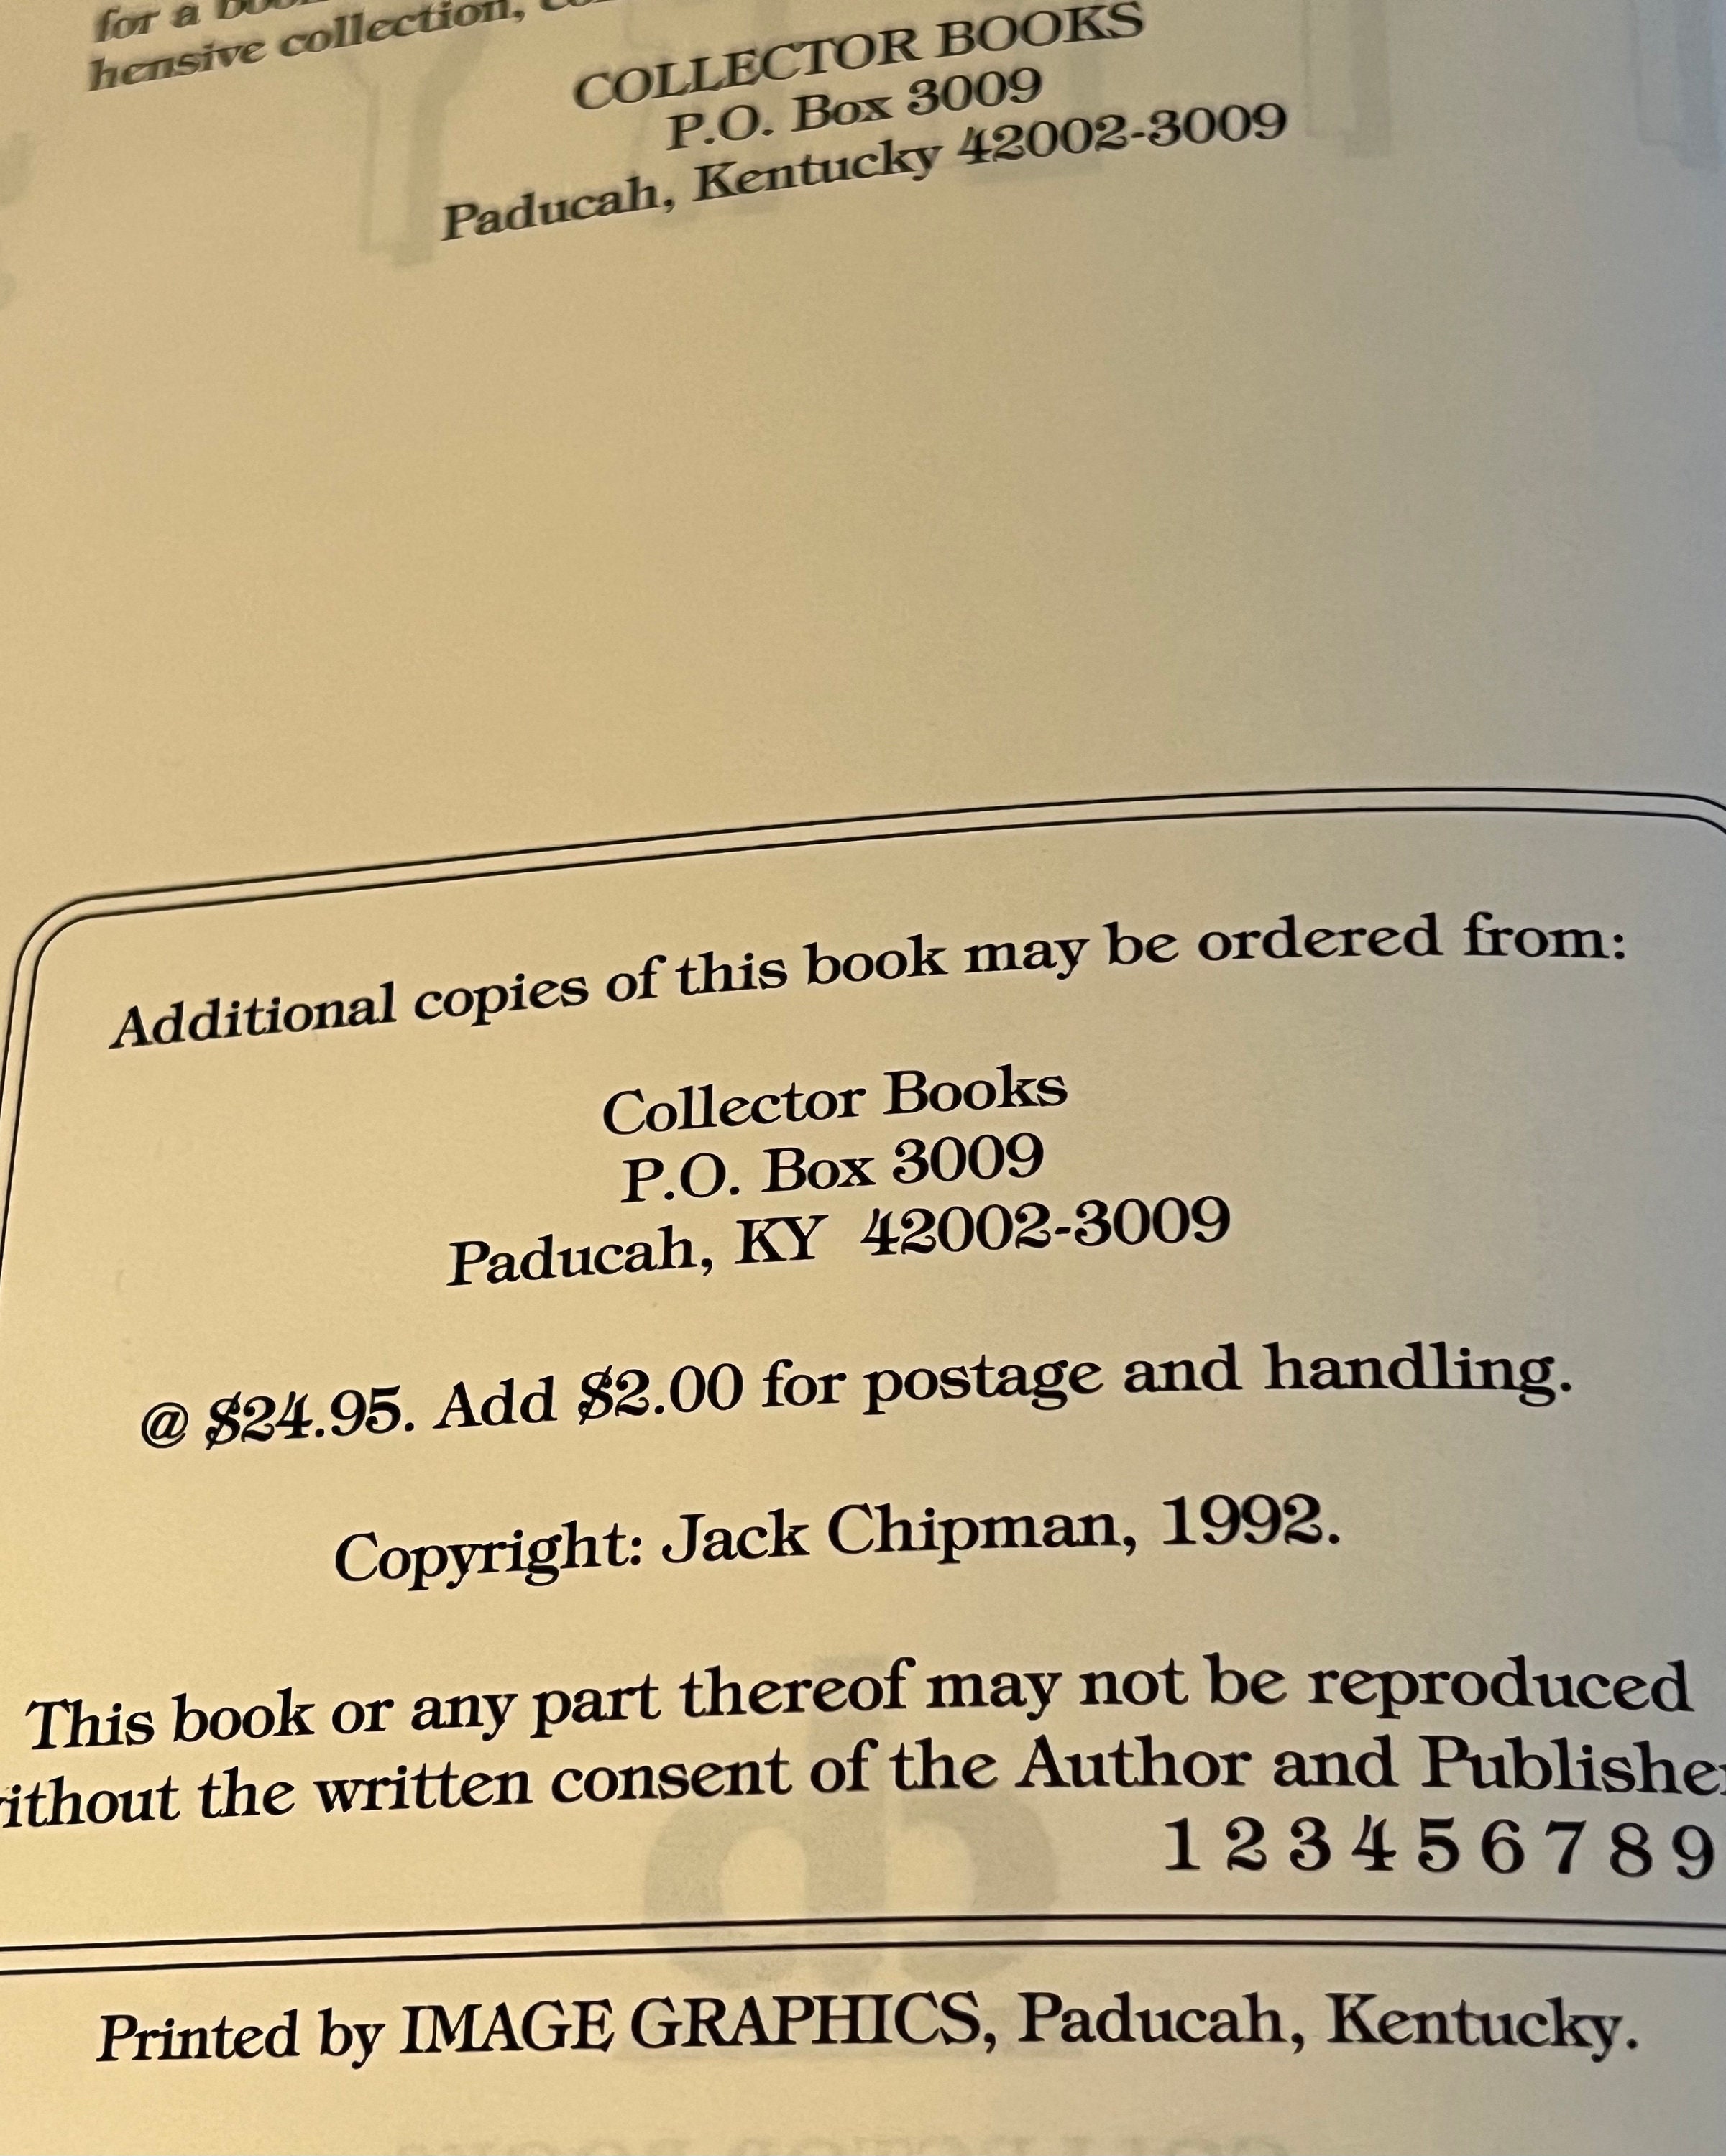 for a
hensive collection,
COLLECTOR BOOKS
P.O. Box 3009
Paducah, Kentucky 42002-3009
Additional copies of this book may be ordered from:
Collector Books
P.O. Box 3009
Paducah, KY 42002-3009
@ $24.95. Add $2.00 for postage and handling.
Copyright: Jack Chipman, 1992.
This book or any part thereof may not be reproduced
ithout the written consent of the Author and Publishe
1 2 3 4 5 6 7 8 9
Printed by IMAGE GRAPHICS, Paducah, Kentucky.